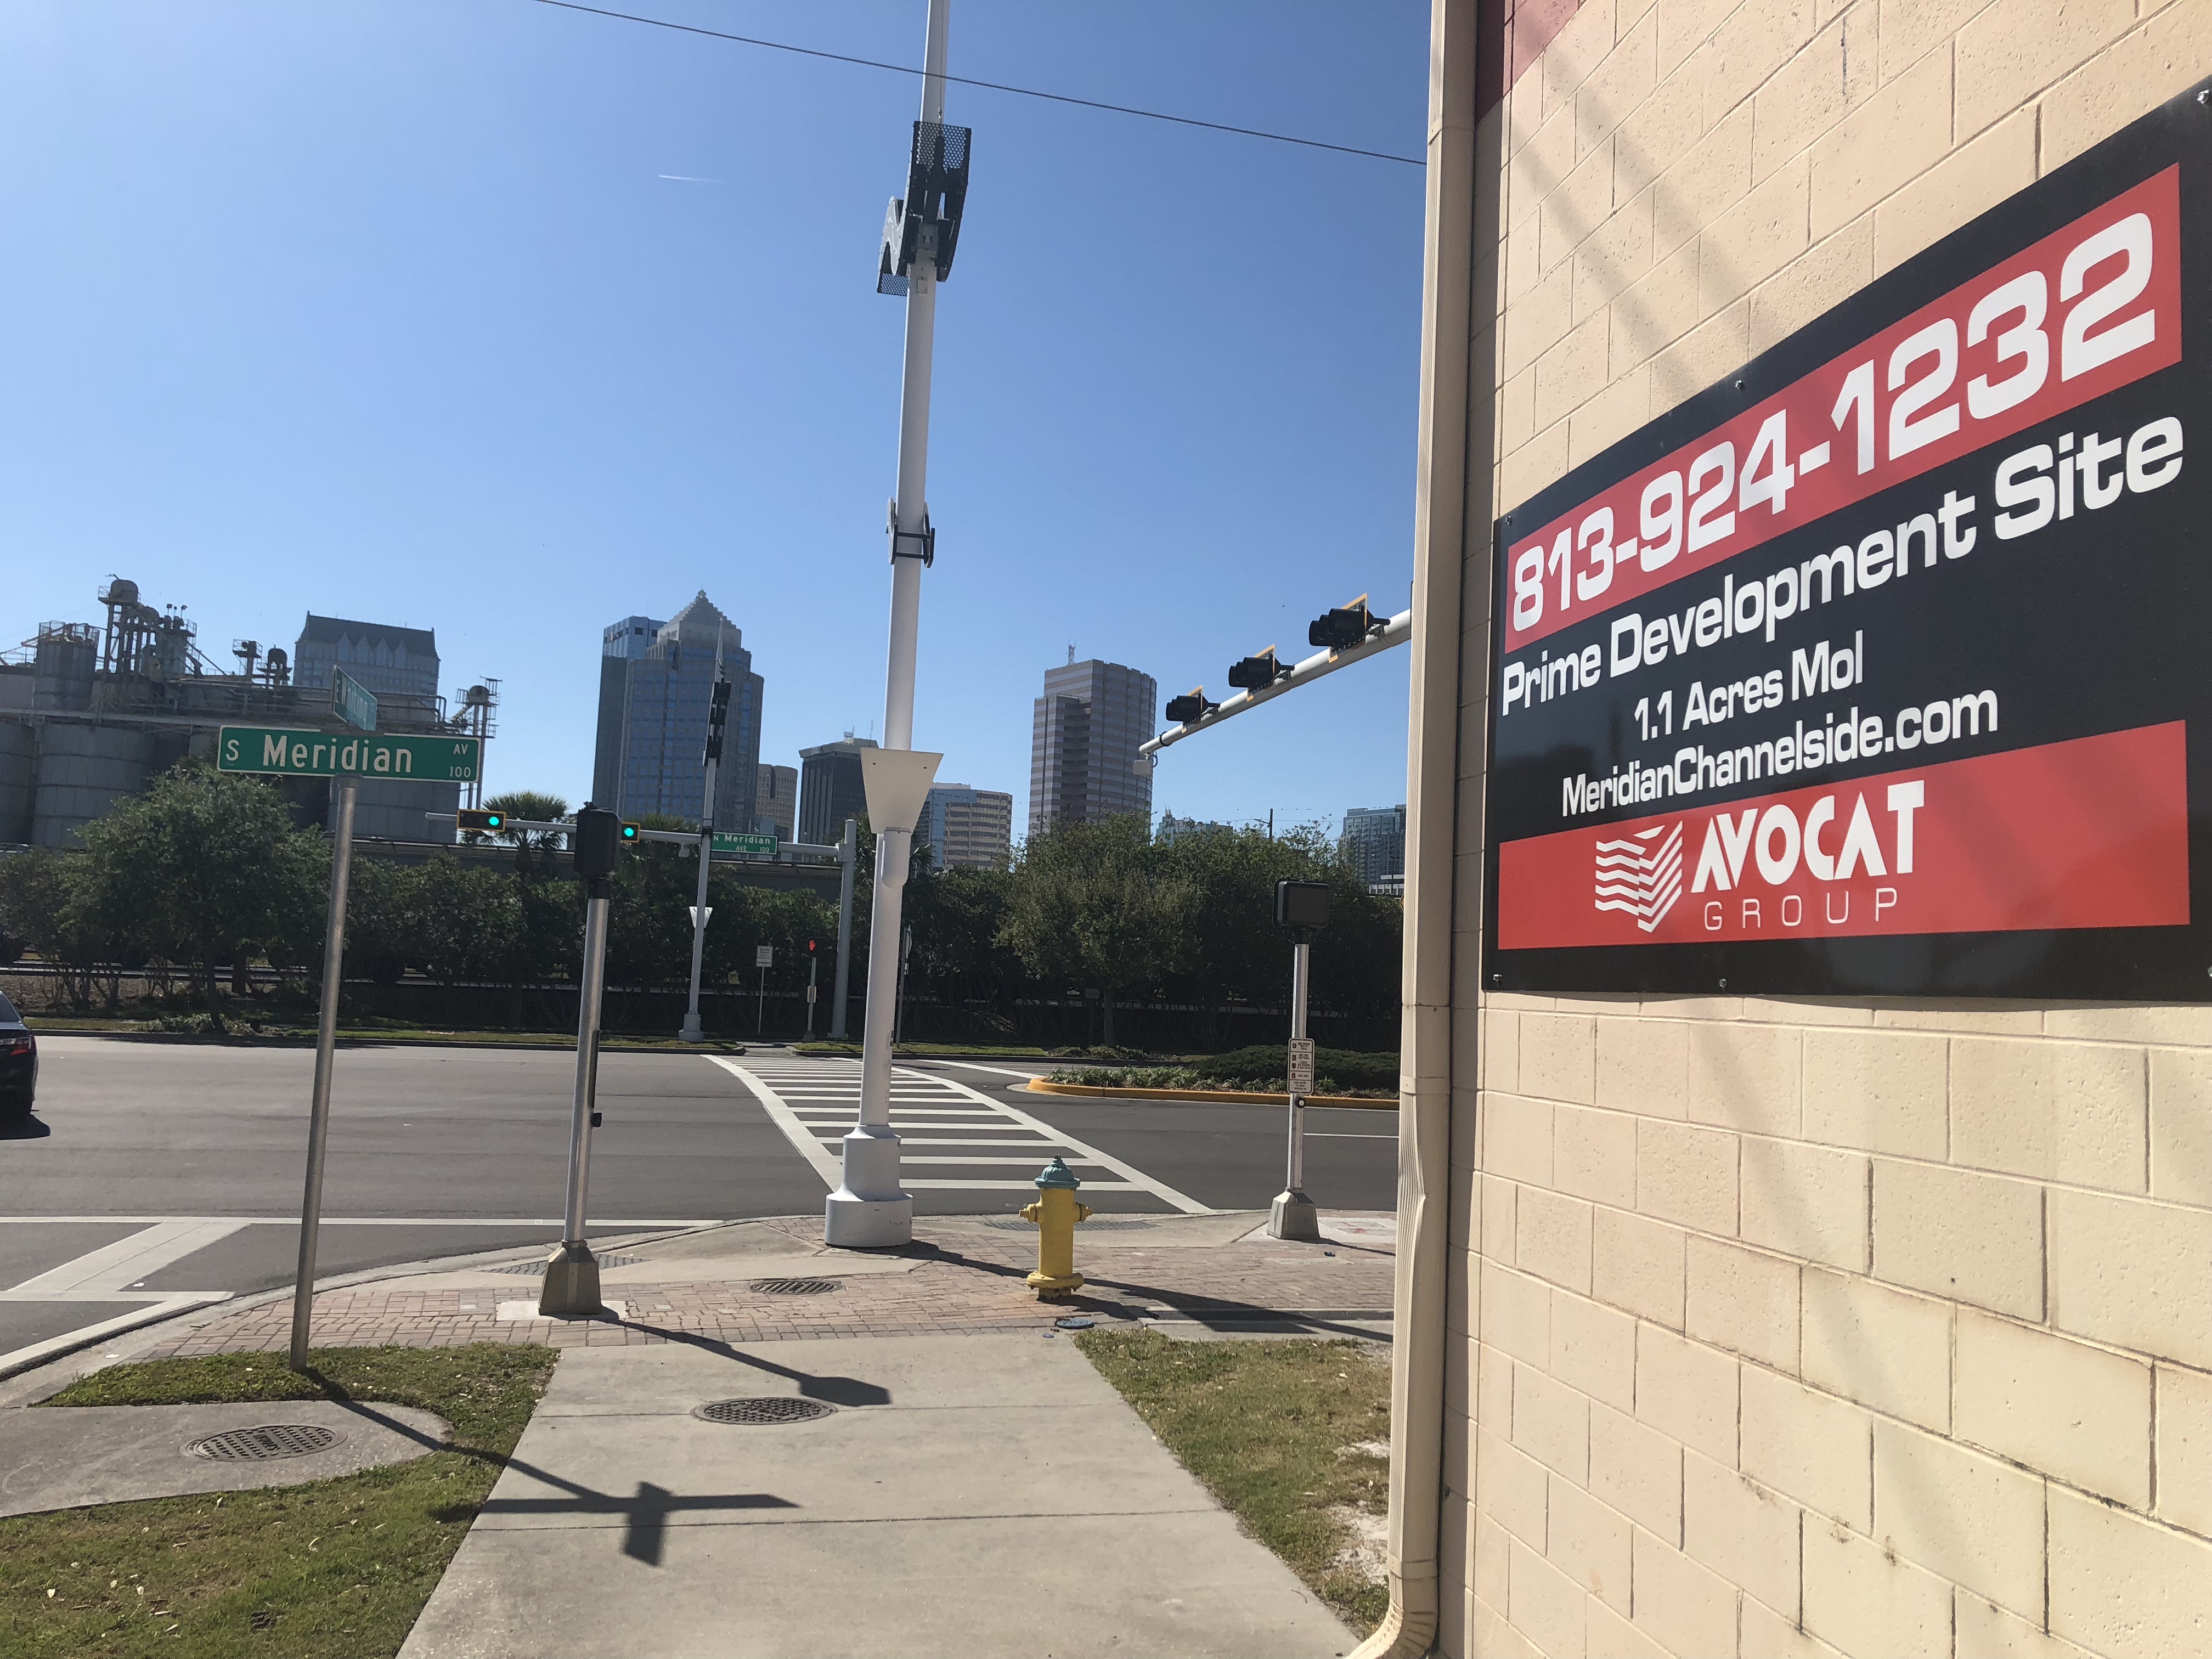 S Meridian AV 100
N Meridian AVE 100
813-924-1232
Prime Development Site
1.1 Acres Mol
MeridianChannelside.com
AVOCAT
GROUP